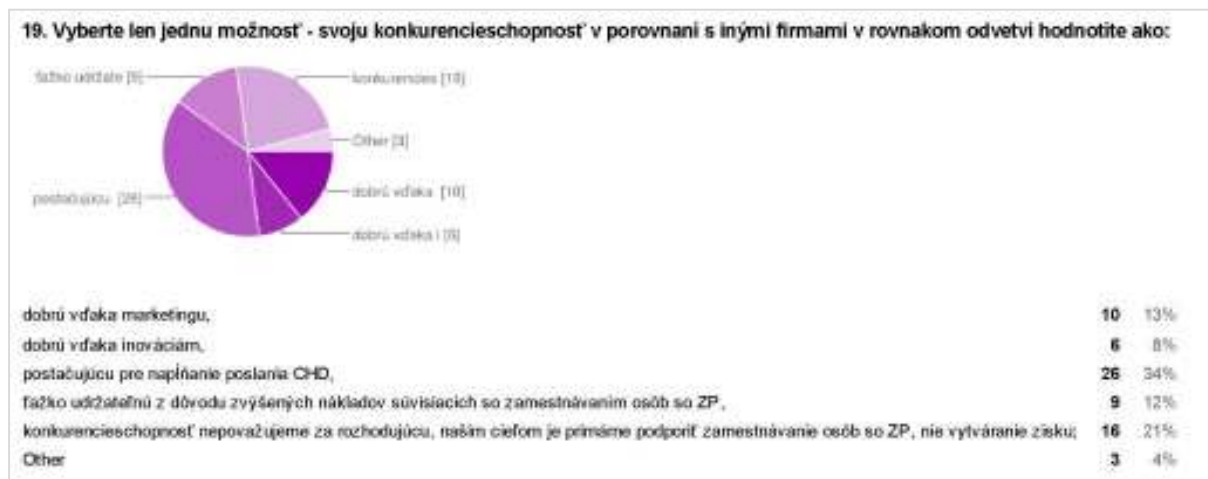 19. Vyberte len jednu možnosť - svoju konkurencieschopnosť v porovnaní s inými firmami v rovnakom odvetví hodnotíte ako:
ťažko udržate [9]
konkurencies [16]
Other [3]
postačujúcu [26]
dobrú vďaka [10]
dobrú vďaka i [6]
dobrú vďaka marketingu, 10 13%
dobrú vďaka inováciám, 6 8%
postačujúcu pre napĺňanie poslania CHD, 26 34%
ťažko udržateľnú z dôvodu zvýšených nákladov súvisiacich so zamestnávaním osôb so ZP, 9 12%
konkurencieschopnosť nepovažujeme za rozhodujúcu, naším cieľom je primárne podporiť zamestnávanie osôb so ZP, nie vytváranie zisku; 16 21%
Other 3 4%